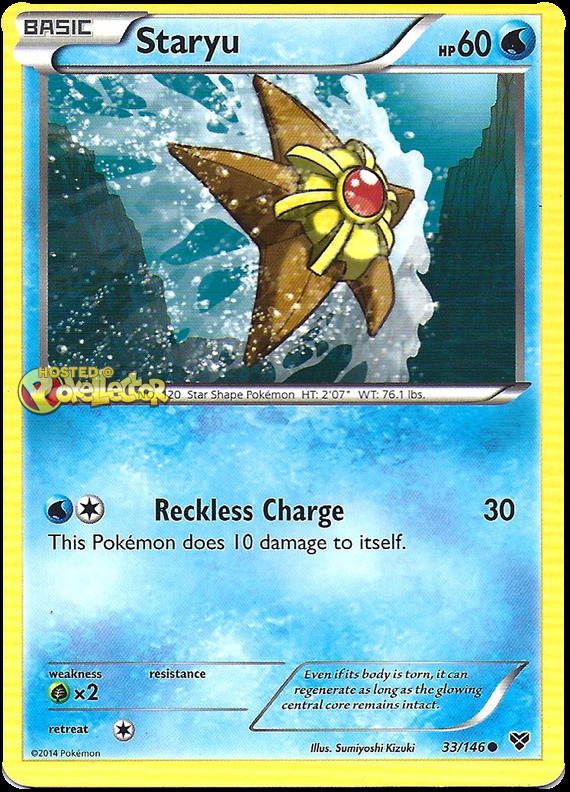 BASIC
Staryu
HP60
HOSTED @
Pokellector
20 Star Shape Pokémon HT: 2'07" WT: 76.1 lbs.
Reckless Charge 30
This Pokémon does 10 damage to itself.
weakness resistance
×2
Even if its body is torn, it can
regenerate as long as the glowing
central core remains intact.
retreat
©2014 Pokémon
Illus. Sumiyoshi Kizuki 33/146